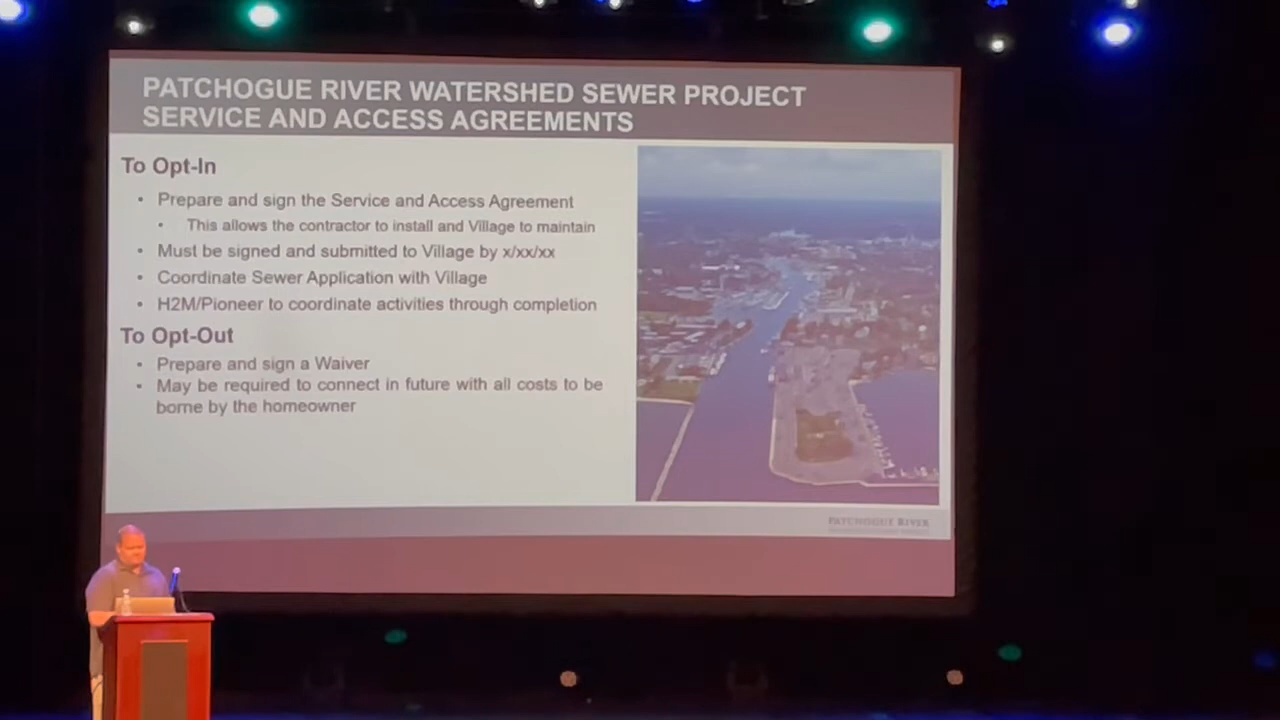 PATCHOGUE RIVER WATERSHED SEWER PROJECT
SERVICE AND ACCESS AGREEMENTS
To Opt-In
• Prepare and sign the Service and Access Agreement
• This allows the contractor to install and Village to maintain
• Must be signed and submitted to Village by x/xx/xx
• Coordinate Sewer Application with Village
• H2M/Pioneer to coordinate activities through completion
To Opt-Out
• Prepare and sign a Waiver
• May be required to connect in future with all costs to be
borne by the homeowner
PATCHOGUE RIVER